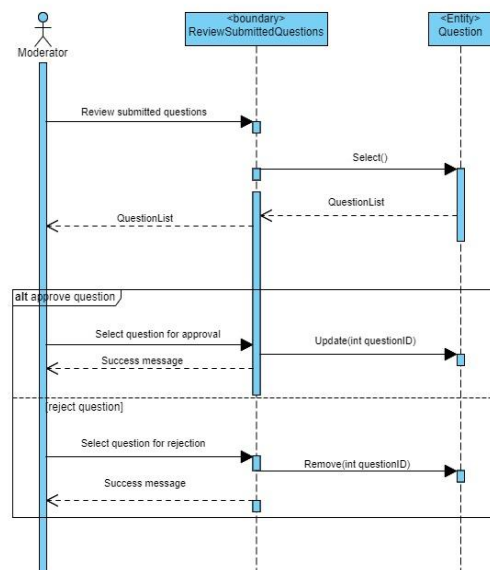 Moderator
<boundary>
ReviewSubmittedQuestions
<Entity>
Question
Review submitted questions
Select()
QuestionList
QuestionList
alt approve question
Select question for approval
Update(int questionID)
Success message
[reject question]
Select question for rejection
Remove(int questionID)
Success message